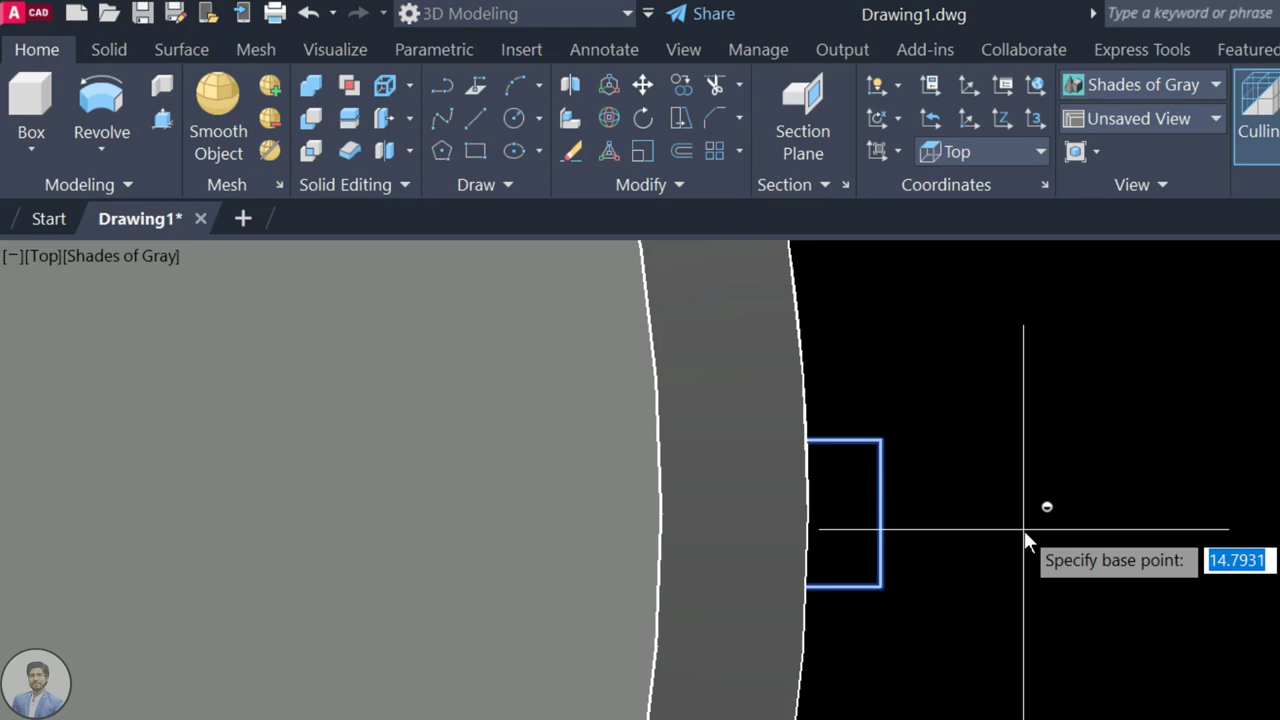 A CAD 3D Modeling Share Drawing1.dwg Type a keyword or phrase
Home Solid Surface Mesh Visualize Parametric Insert Annotate View Manage Output Add-ins Collaborate Express Tools Featured
Shades of Gray
Box Revolve Smooth Object Section Plane Unsaved View Cullin
Top
Modeling Mesh Solid Editing Draw Modify Section Coordinates View
Start Drawing1* +
[−][Top][Shades of Gray]
Specify base point: 14.7931